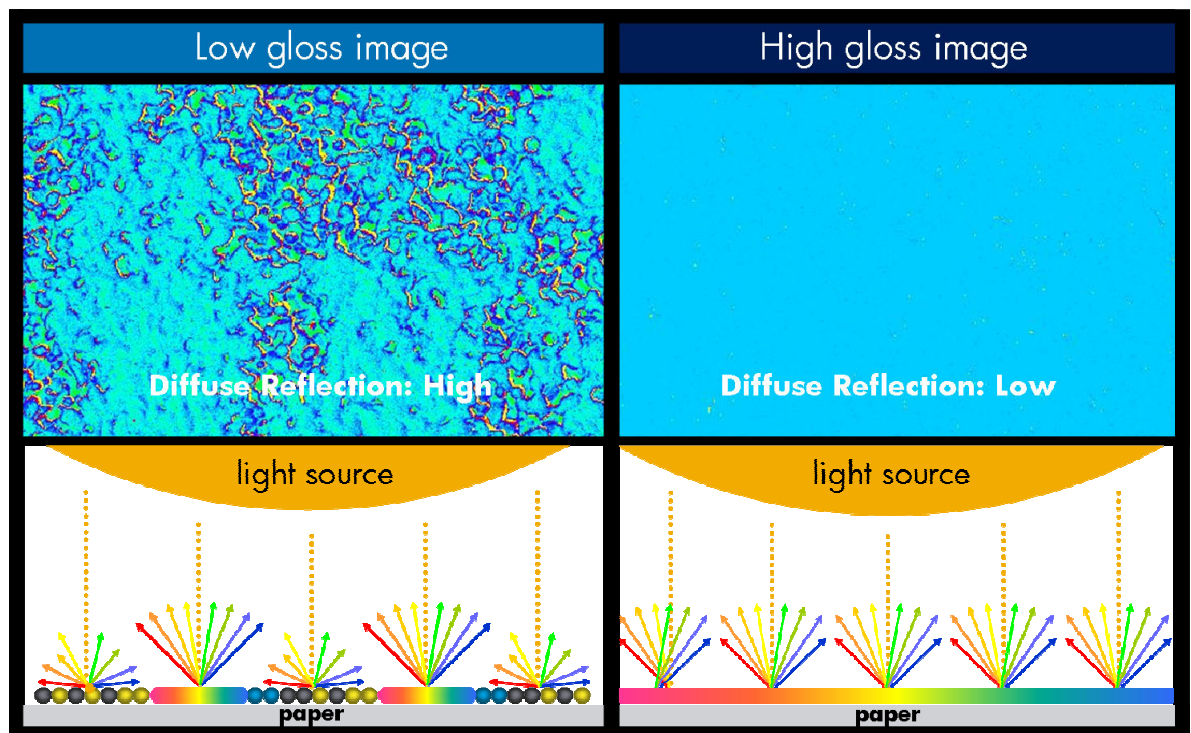 Low gloss image
High gloss image
Diffuse Reflection: High
Diffuse Reflection: Low
light source
light source
paper
paper